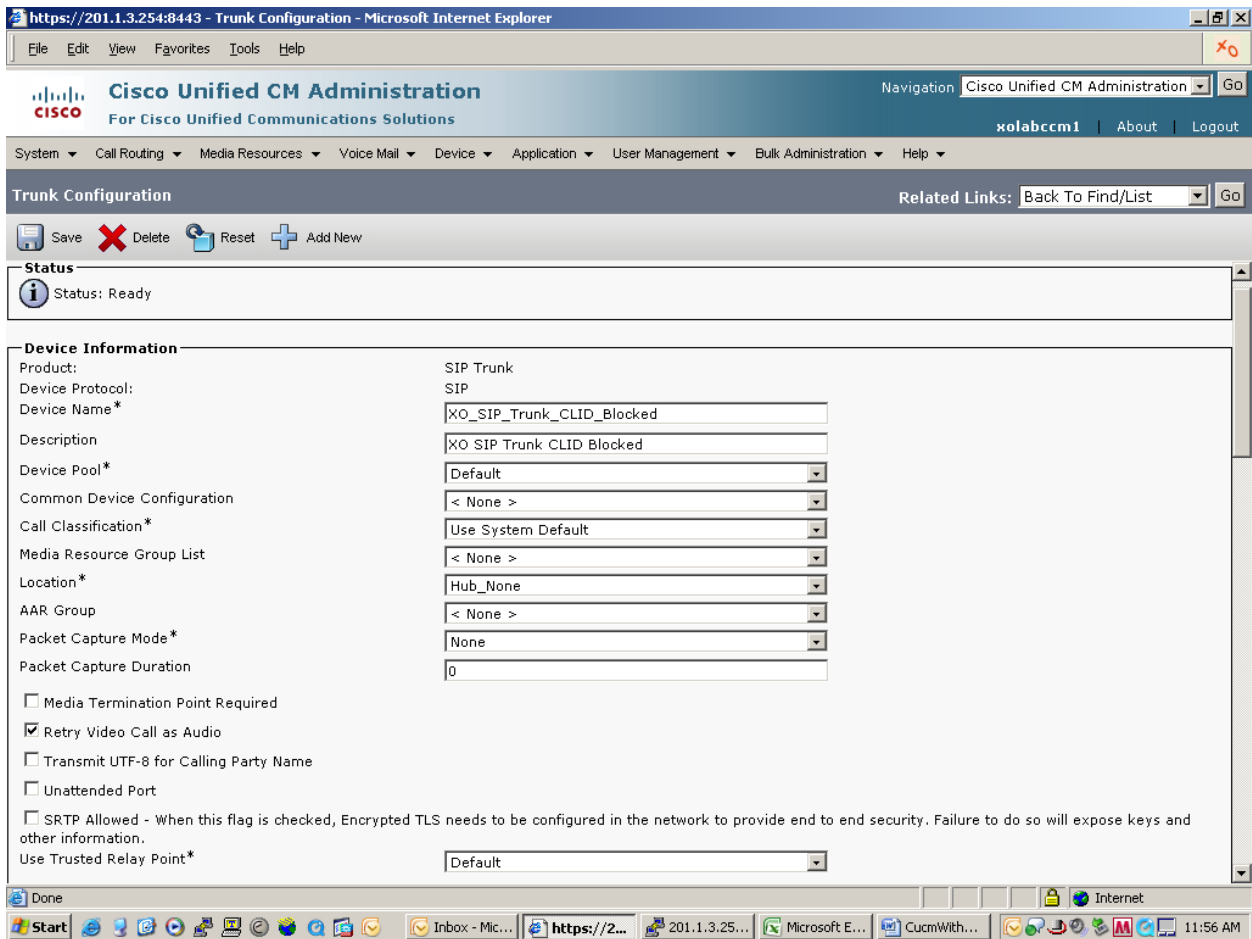 https://201.1.3.254:8443 - Trunk Configuration - Microsoft Internet Explorer
File Edit View Favorites Tools Help
XO
CISCO
Cisco Unified CM Administration
For Cisco Unified Communications Solutions
Navigation Cisco Unified CM Administration Go
xolabccm1 | About | Logout
System Call Routing Media Resources Voice Mail Device Application User Management Bulk Administration Help
Trunk Configuration
Related Links: Back To Find/List Go
Save Delete Reset Add New
Status
i Status: Ready
Device Information
Product: SIP Trunk
Device Protocol: SIP
Device Name* XO_SIP_Trunk_CLID_Blocked
Description XO SIP Trunk CLID Blocked
Device Pool* Default
Common Device Configuration < None >
Call Classification* Use System Default
Media Resource Group List < None >
Location* Hub_None
AAR Group < None >
Packet Capture Mode* None
Packet Capture Duration 0
Media Termination Point Required
Retry Video Call as Audio
Transmit UTF-8 for Calling Party Name
Unattended Port
SRTP Allowed - When this flag is checked, Encrypted TLS needs to be configured in the network to provide end to end security. Failure to do so will expose keys and
other information.
Use Trusted Relay Point* Default
Done Internet
Start Inbox - Mic... https://2... 201.1.3.25... Microsoft E... CucmWith... 11:56 AM